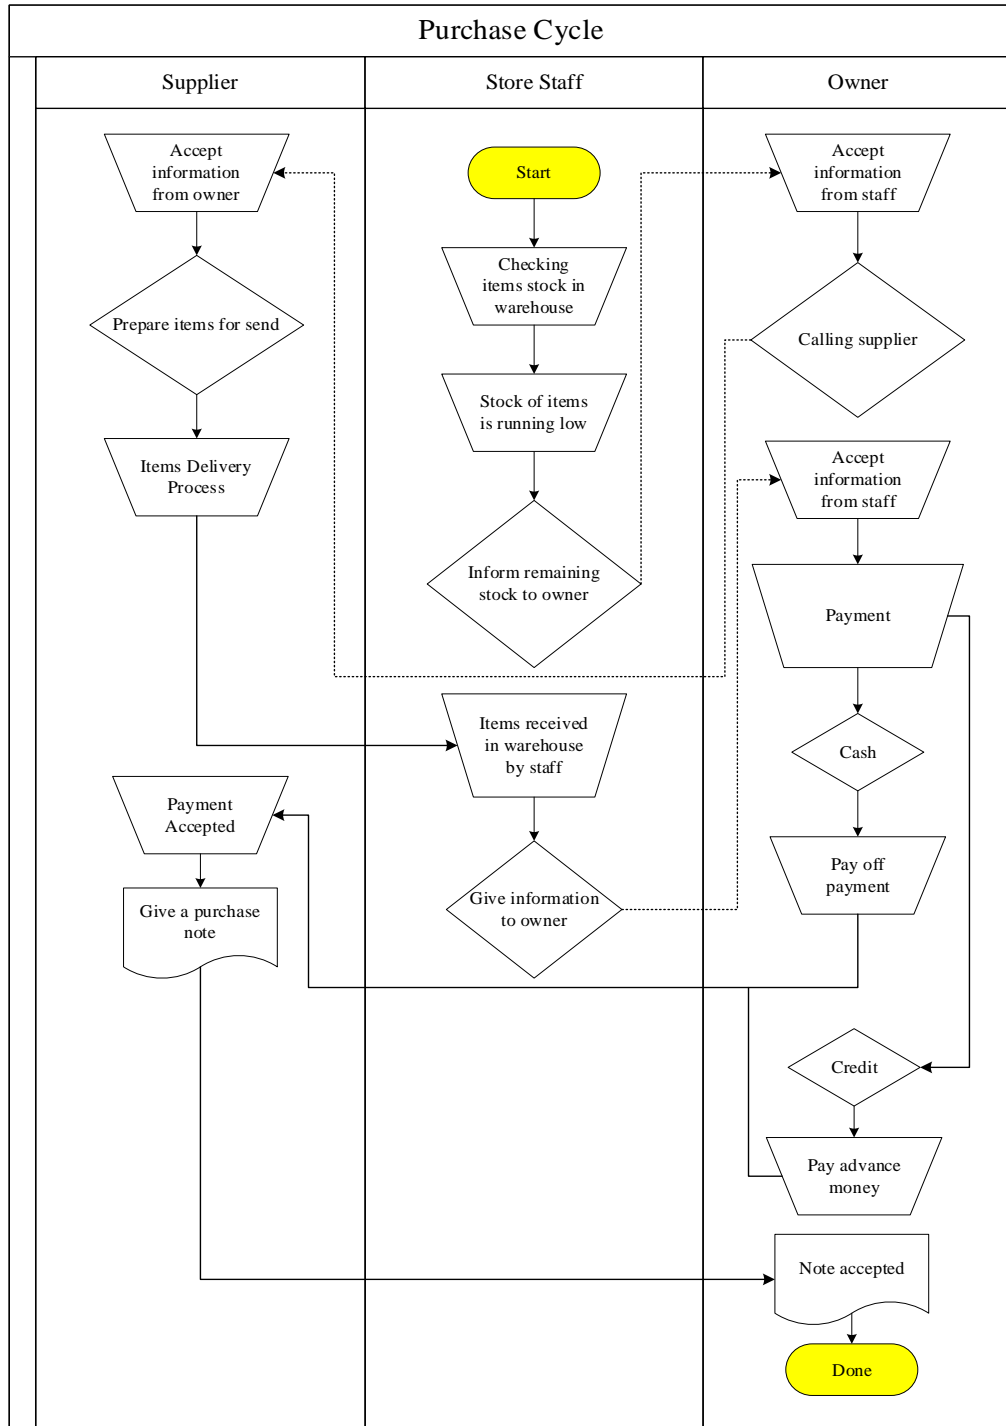 Purchase Cycle
Supplier
Store Staff
Owner
Accept
information
from owner
Prepare items for send
Items Delivery
Process
Payment
Accepted
Give a purchase
note
Start
Checking
items stock in
warehouse
Stock of items
is running low
Inform remaining
stock to owner
Items received
in warehouse
by staff
Give information
to owner
Accept
information
from staff
Calling supplier
Accept
information
from staff
Payment
Cash
Pay off
payment
Credit
Pay advance
money
Note accepted
Done